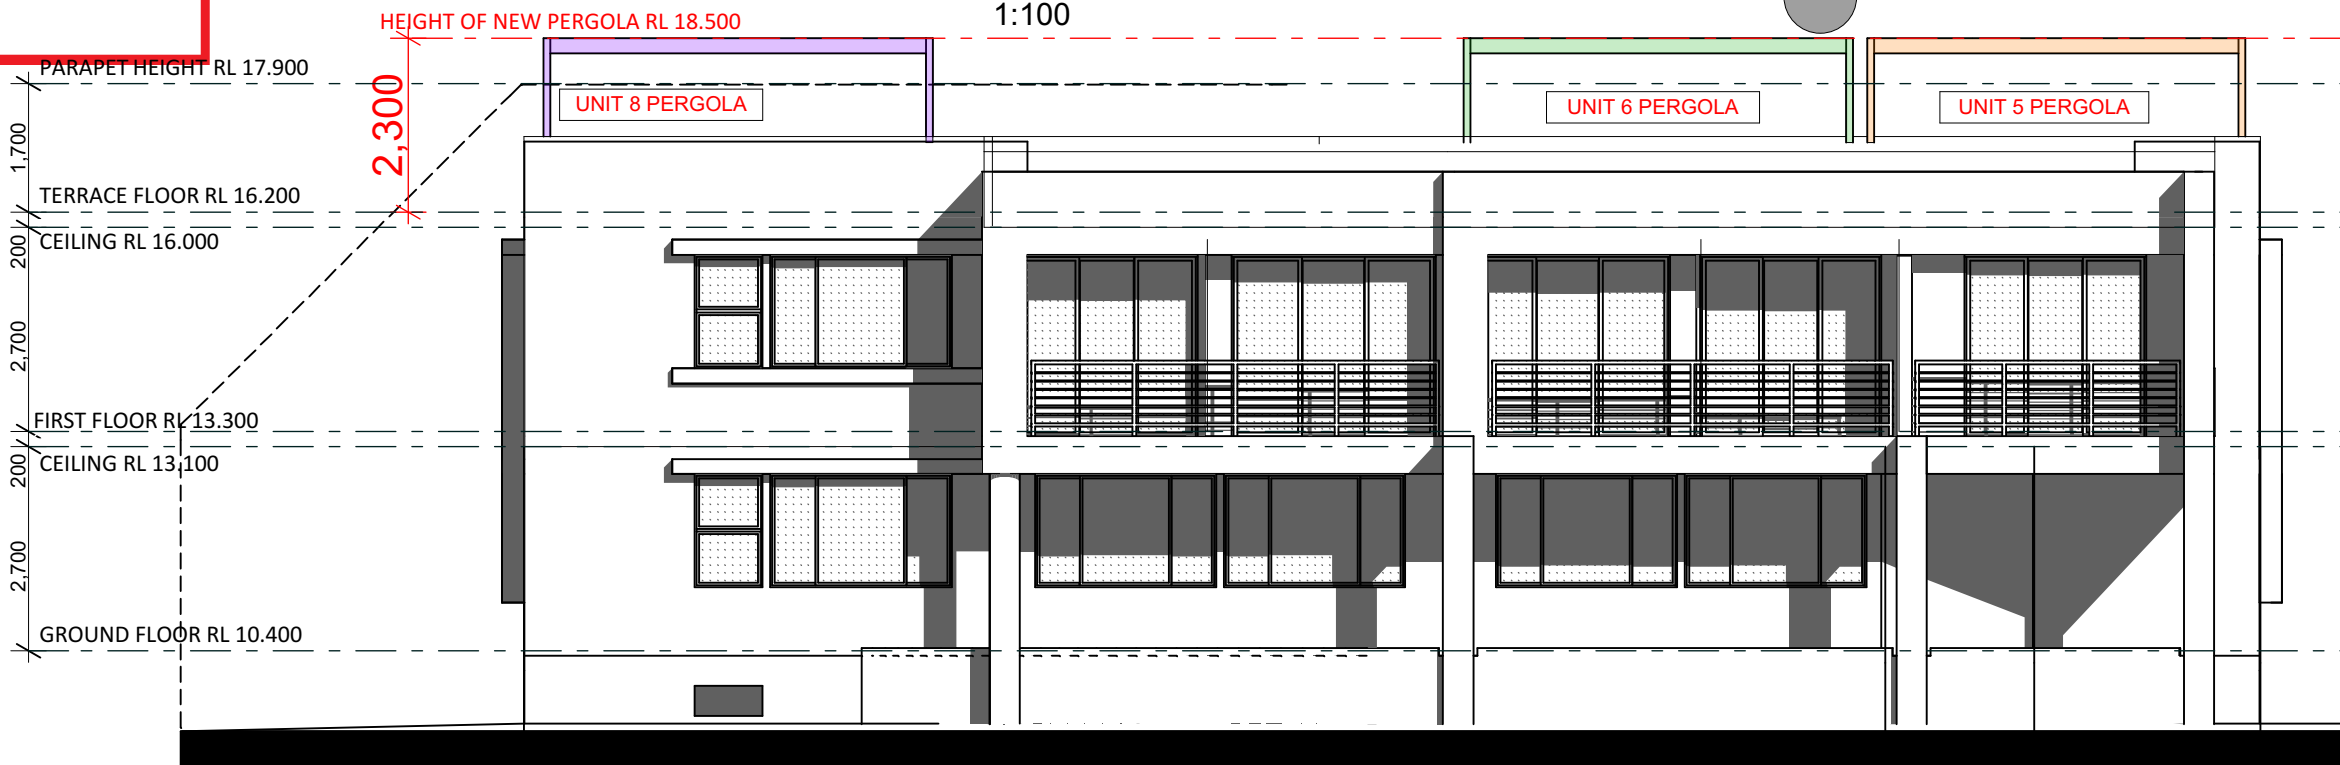 1:100
HEIGHT OF NEW PERGOLA RL 18.500
PARAPET HEIGHT RL 17.900
2,300
UNIT 8 PERGOLA
UNIT 6 PERGOLA
UNIT 5 PERGOLA
1,700
TERRACE FLOOR RL 16.200
200
CEILING RL 16.000
2,700
FIRST FLOOR RL 13.300
200
CEILING RL 13.100
2,700
GROUND FLOOR RL 10.400